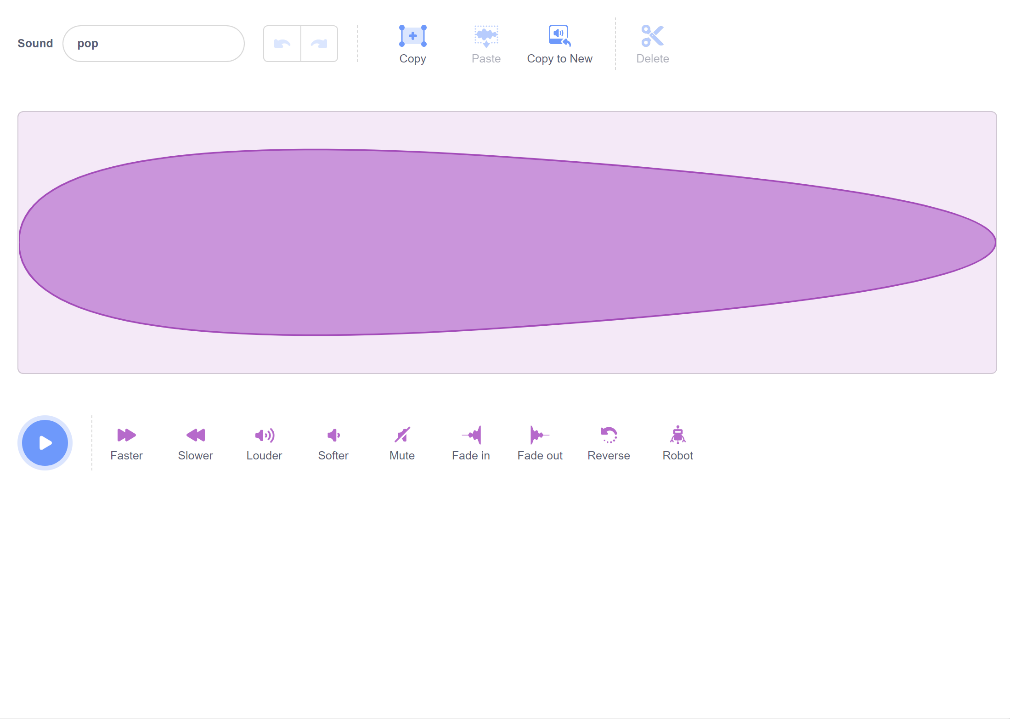 Sound pop
Copy Paste Copy to New Delete
Faster Slower Louder Softer Mute Fade in Fade out Reverse Robot